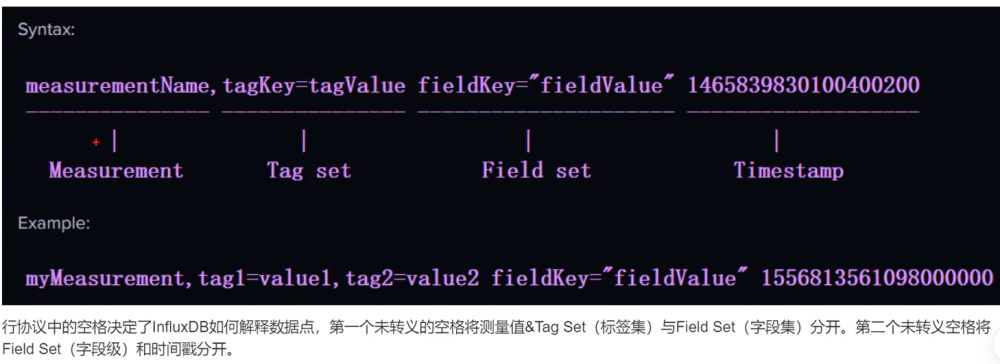 Syntax:
measurementName,tagKey=tagValue fieldKey="fieldValue" 1465839830100400200
Measurement Tag set Field set Timestamp
Example:
myMeasurement,tag1=value1,tag2=value2 fieldKey="fieldValue" 1556813561098000000
行协议中的空格决定了InfluxDB如何解释数据点，第一个未转义的空格将测量值&Tag Set（标签集）与Field Set（字段集）分开。第二个未转义空格将
Field Set（字段级）和时间戳分开。